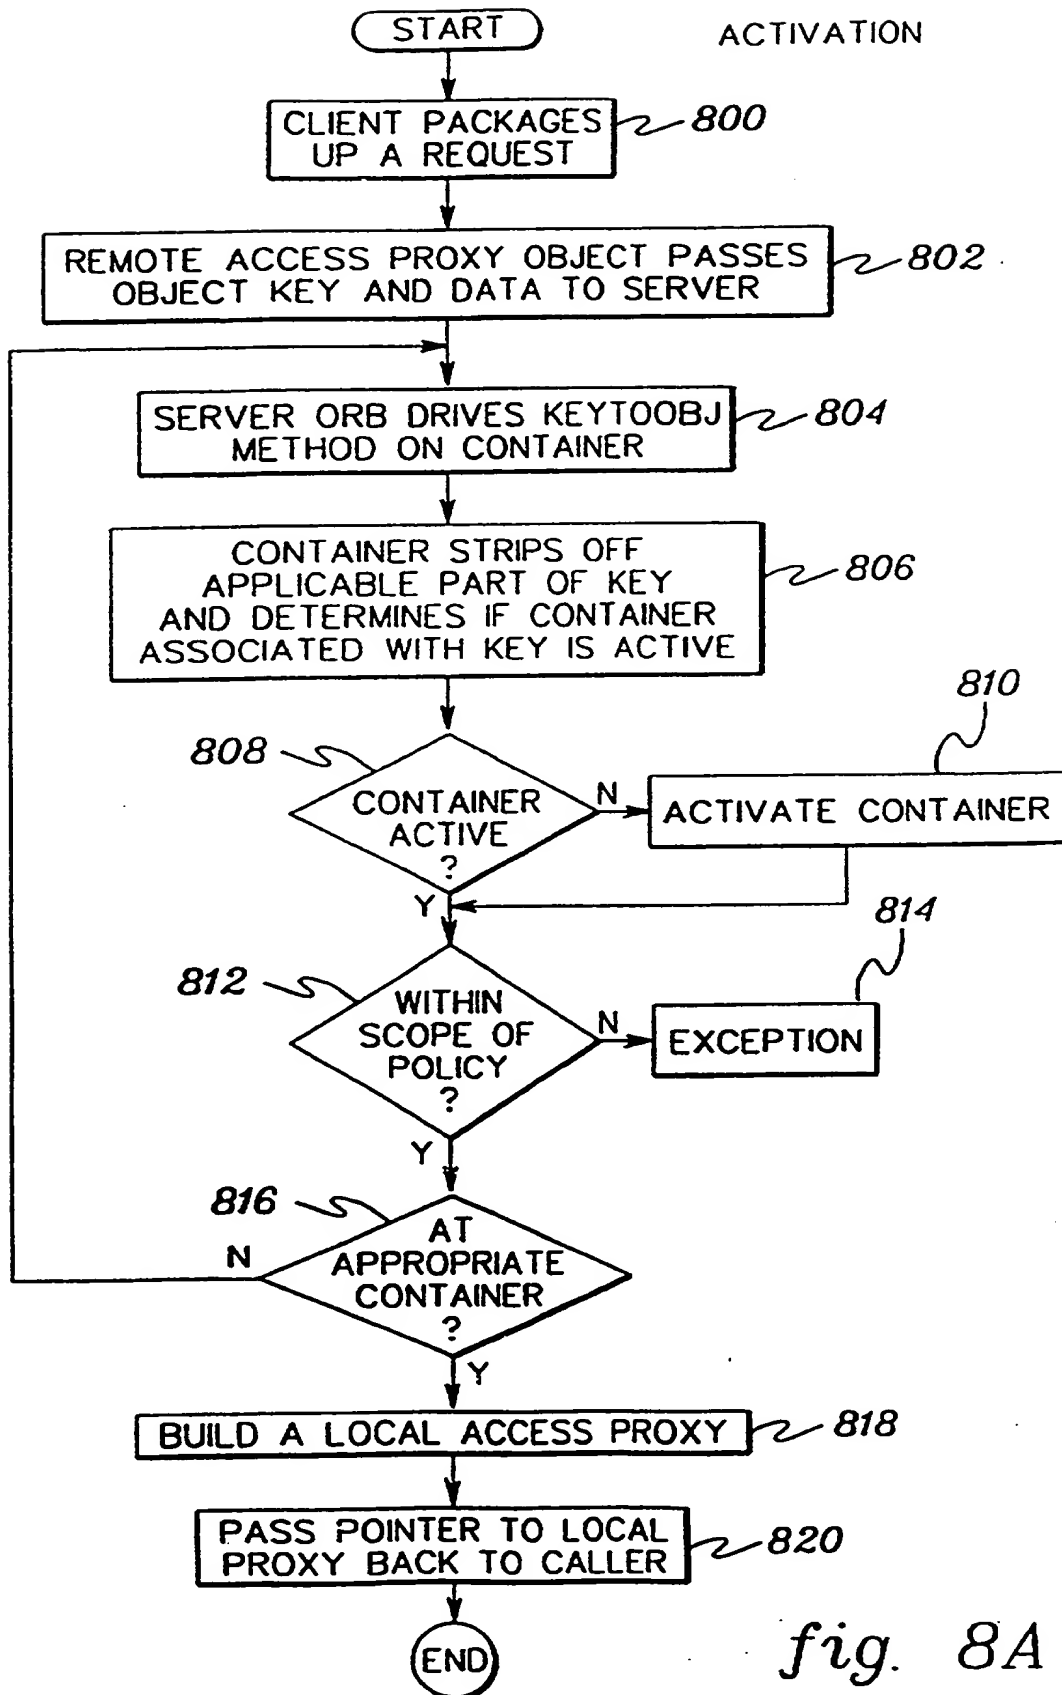 START
ACTIVATION
CLIENT PACKAGES
UP A REQUEST
800
REMOTE ACCESS PROXY OBJECT PASSES
OBJECT KEY AND DATA TO SERVER
802
SERVER ORB DRIVES KEYTOOBJ
METHOD ON CONTAINER
804
CONTAINER STRIPS OFF
APPLICABLE PART OF KEY
AND DETERMINES IF CONTAINER
ASSOCIATED WITH KEY IS ACTIVE
806
808
CONTAINER
ACTIVE
?
N
810
ACTIVATE CONTAINER
Y
812
WITHIN
SCOPE OF
POLICY
?
N
814
EXCEPTION
Y
816
AT
APPROPRIATE
CONTAINER
?
N
Y
BUILD A LOCAL ACCESS PROXY
818
PASS POINTER TO LOCAL
PROXY BACK TO CALLER
820
END
fig. 8A